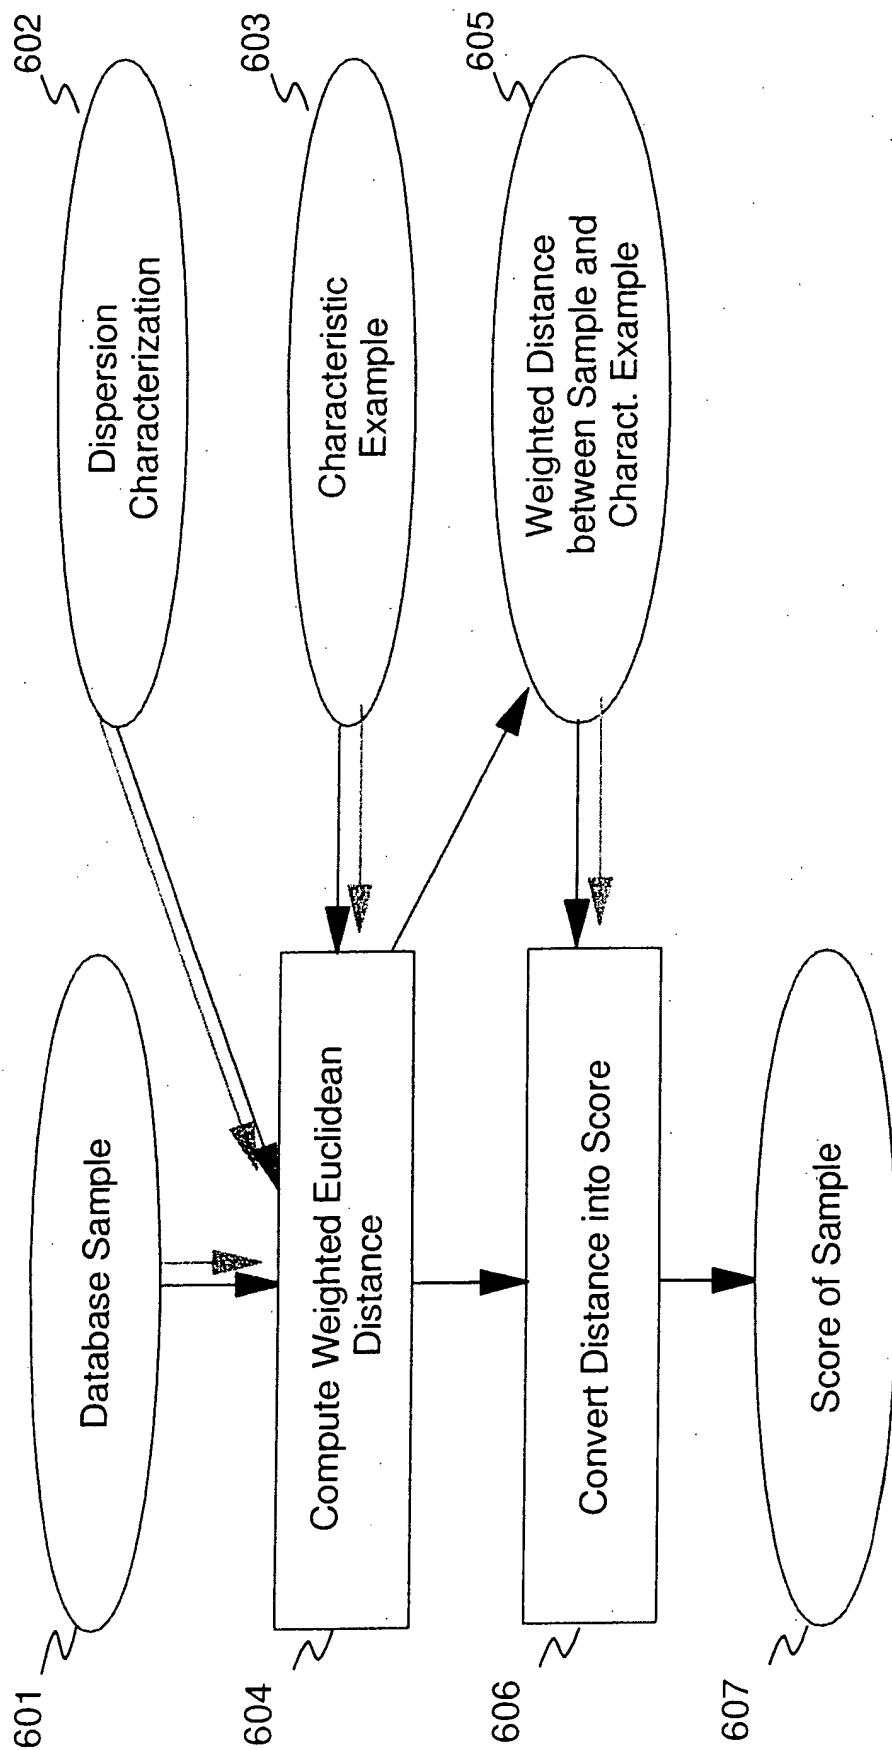 601
Database Sample
602
Dispersion
Characterization
603
Characteristic
Example
604
Compute Weighted Euclidean
Distance
605
Weighted Distance
between Sample and
Charact. Example
606
Convert Distance into Score
607
Score of Sample